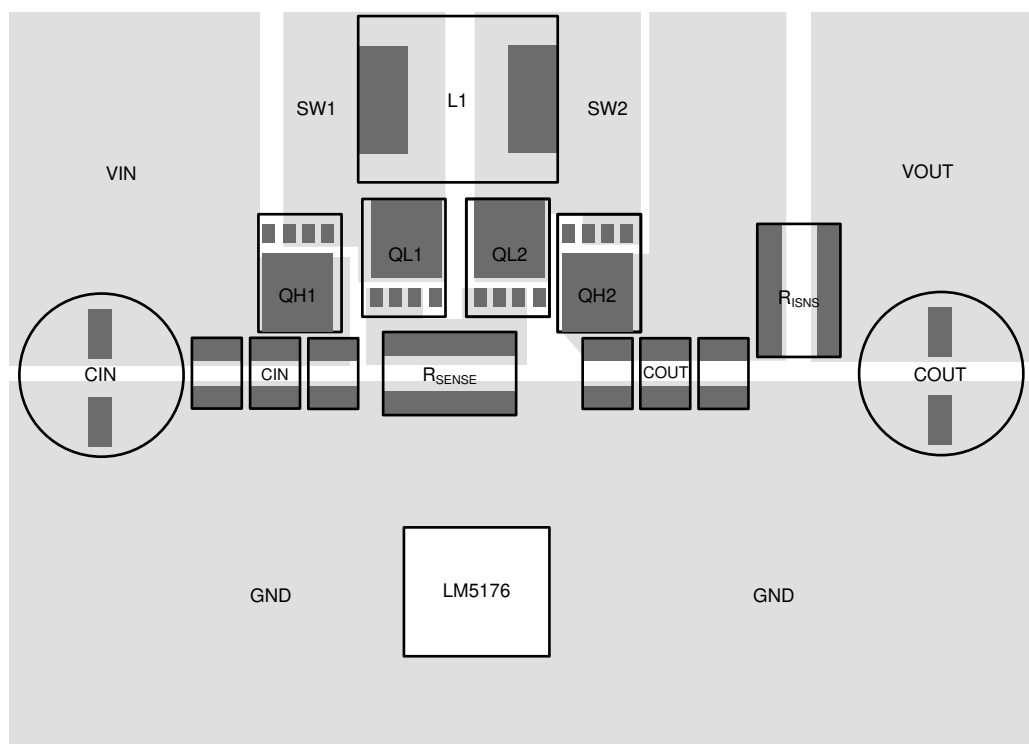 L1
SW1
SW2
VIN
VOUT
QL1
QL2
QH1
QH2
RISNS
CIN
CIN
RSENSE
COUT
COUT
LM5176
GND
GND